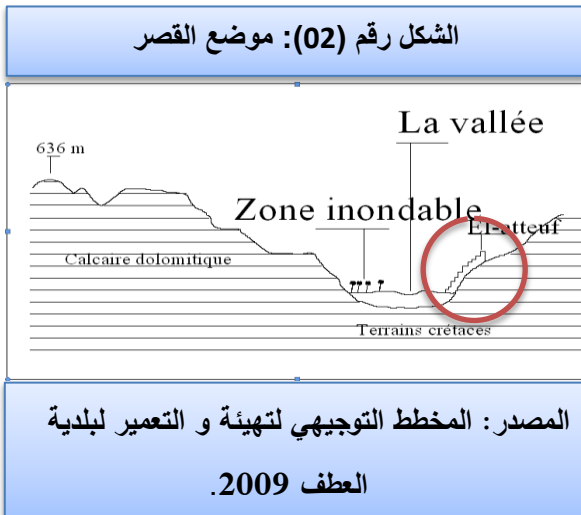 الشكل رقم (02): موضع القصر
La vallée
636 m
Zone inondable
El-atteuf
Calcaire dolomitique
Terrains crétacés
المصدر: المخطط التوجيهي لتهيئة و التعمير لبلدية
العطف 2009.